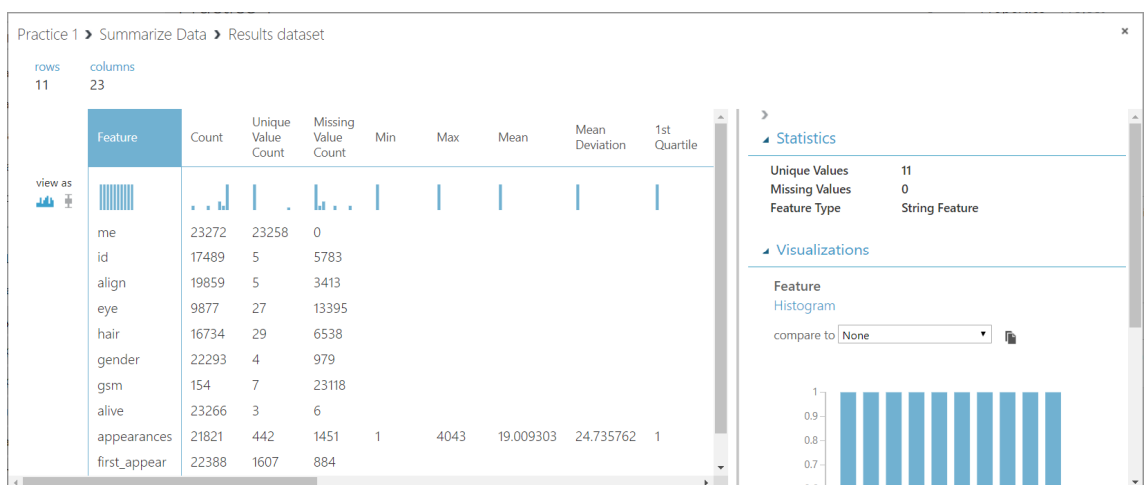 Practice 1 > Summarize Data > Results dataset
rows columns
11 23
Feature Count Unique Value Count Missing Value Count Min Max Mean Mean Deviation 1st Quartile
view as
me 23272 23258 0
id 17489 5 5783
align 19859 5 3413
eye 9877 27 13395
hair 16734 29 6538
gender 22293 4 979
gsm 154 7 23118
alive 23266 3 6
appearances 21821 442 1451 1 4043 19.009303 24.735762 1
first_appear 22388 1607 884
Statistics
Unique Values 11
Missing Values 0
Feature Type String Feature
Visualizations
Feature
Histogram
compare to None
1
0.9
0.8
0.7